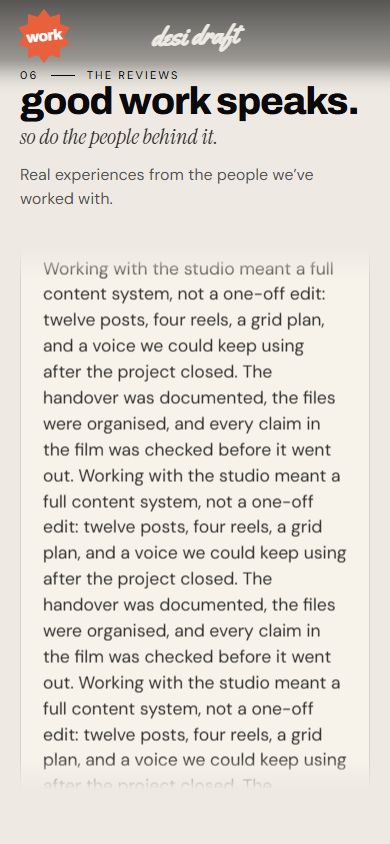 work
desi draft
06 — THE REVIEWS
good work speaks.
so do the people behind it.
Real experiences from the people we've
worked with.
Working with the studio meant a full
content system, not a one-off edit:
twelve posts, four reels, a grid plan,
and a voice we could keep using
after the project closed. The
handover was documented, the files
were organised, and every claim in
the film was checked before it went
out. Working with the studio meant a
full content system, not a one-off
edit: twelve posts, four reels, a grid
plan, and a voice we could keep using
after the project closed. The
handover was documented, the files
were organised, and every claim in
the film was checked before it went
out. Working with the studio meant a
full content system, not a one-off
edit: twelve posts, four reels, a grid
plan, and a voice we could keep using
after the project closed. The